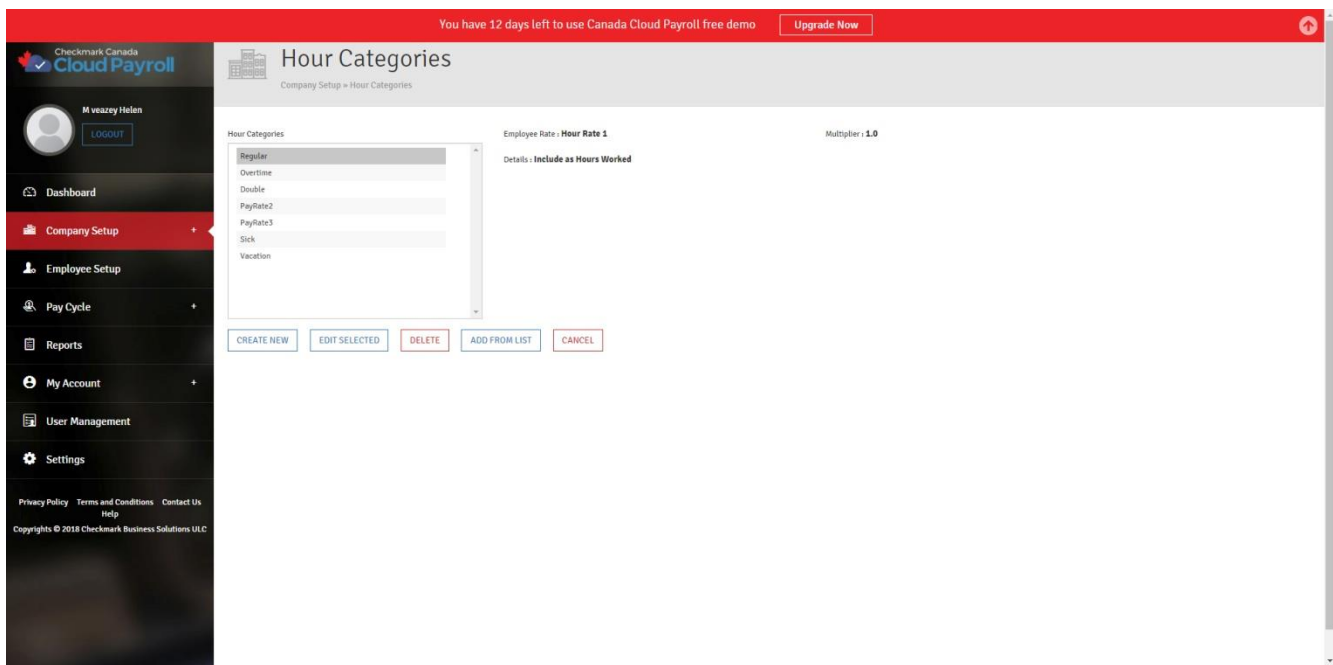 You have 12 days left to use Canada Cloud Payroll free demo
Upgrade Now
Checkmark Canada
Cloud Payroll
M veazey Helen
LOGOUT
Dashboard
Company Setup +
Employee Setup
Pay Cycle +
Reports
My Account +
User Management
Settings
Privacy Policy Terms and Conditions Contact Us
Help
Copyrights © 2018 Checkmark Business Solutions ULC
Hour Categories
Company Setup » Hour Categories
Hour Categories
Regular
Overtime
Double
PayRate2
PayRate3
Sick
Vacation
Employee Rate : Hour Rate 1
Multiplier : 1.0
Details : Include as Hours Worked
CREATE NEW
EDIT SELECTED
DELETE
ADD FROM LIST
CANCEL